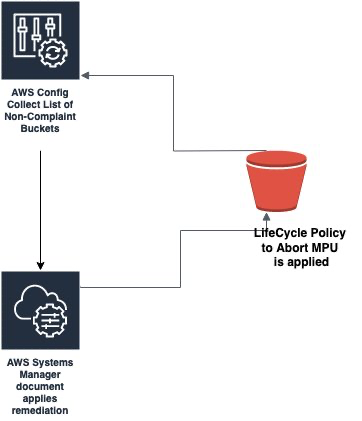 AWS Config
Collect List of
Non-Complaint
Buckets
LifeCycle Policy
to Abort MPU
is applied
AWS Systems
Manager
document
applies
remediation